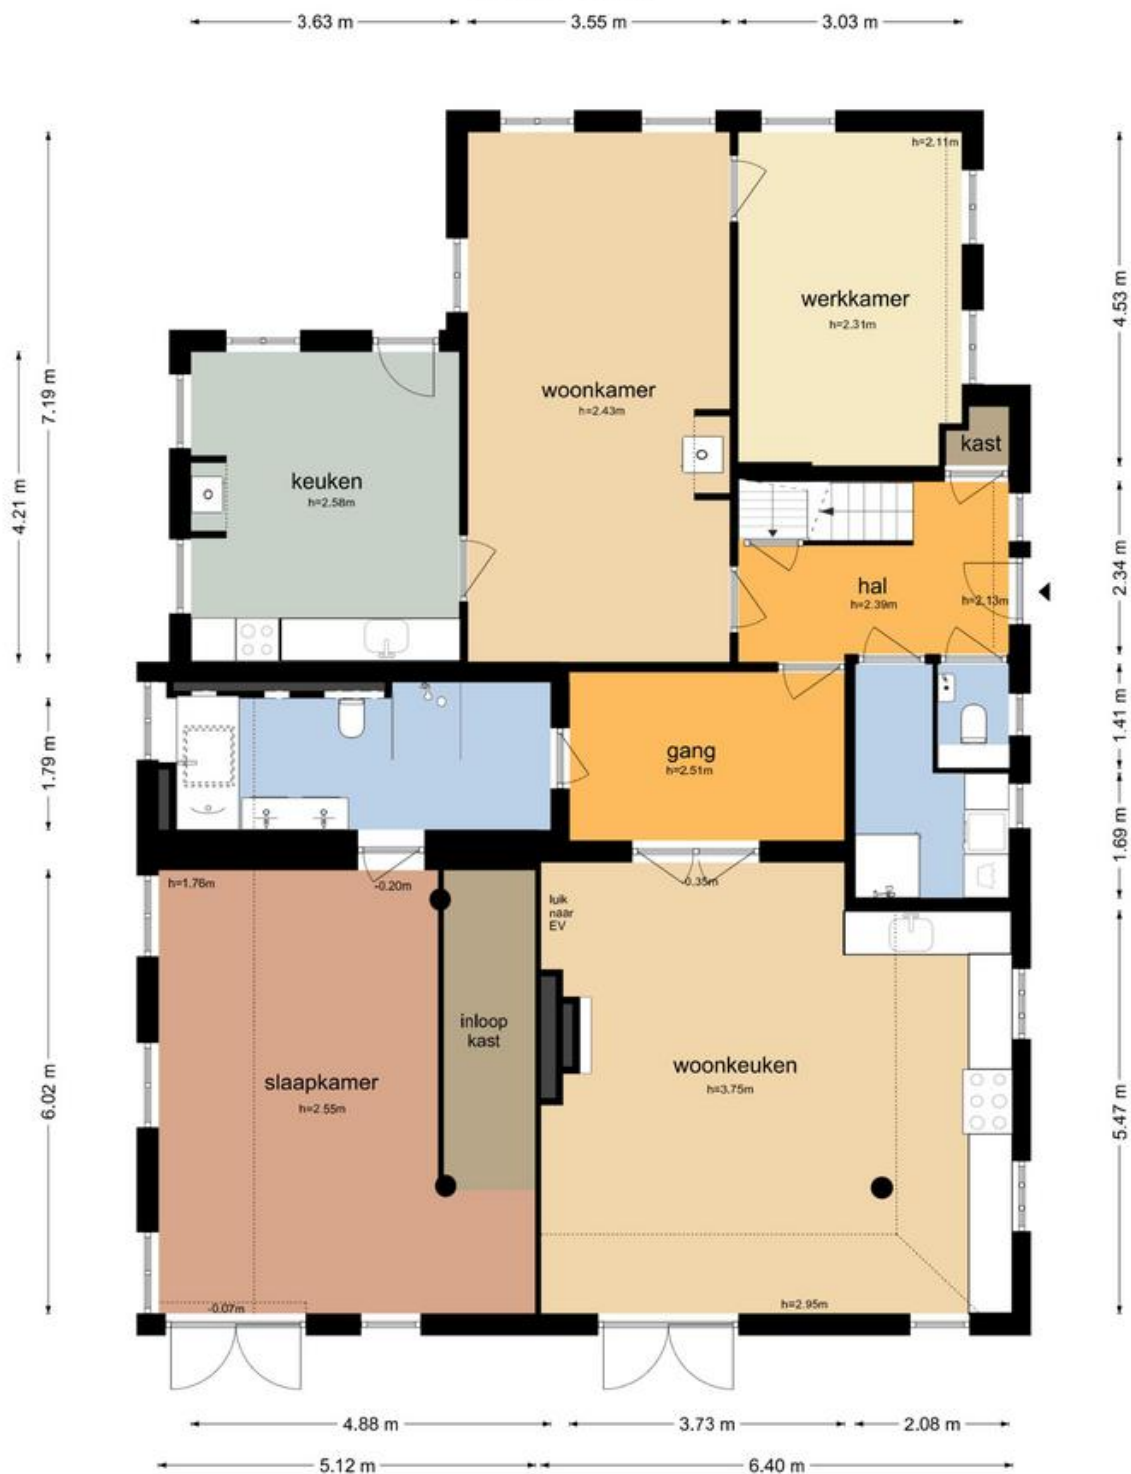 3.63 m
3.55 m
3.03 m
h=2.11m
4.53 m
werkkamer
h=2.31m
7.19 m
woonkamer
h=2.43m
kast
keuken
h=2.58m
4.21 m
2.34 m
hal
h=2.39m
h=2.13m
1.41 m
gang
h=2.51m
1.79 m
1.69 m
h=1.76m
-0.20m
-0.35m
luik
naar
EV
inloop
kast
slaapkamer
h=2.55m
woonkeuken
h=3.75m
6.02 m
5.47 m
-0.07m
h=2.95m
4.88 m
3.73 m
2.08 m
5.12 m
6.40 m